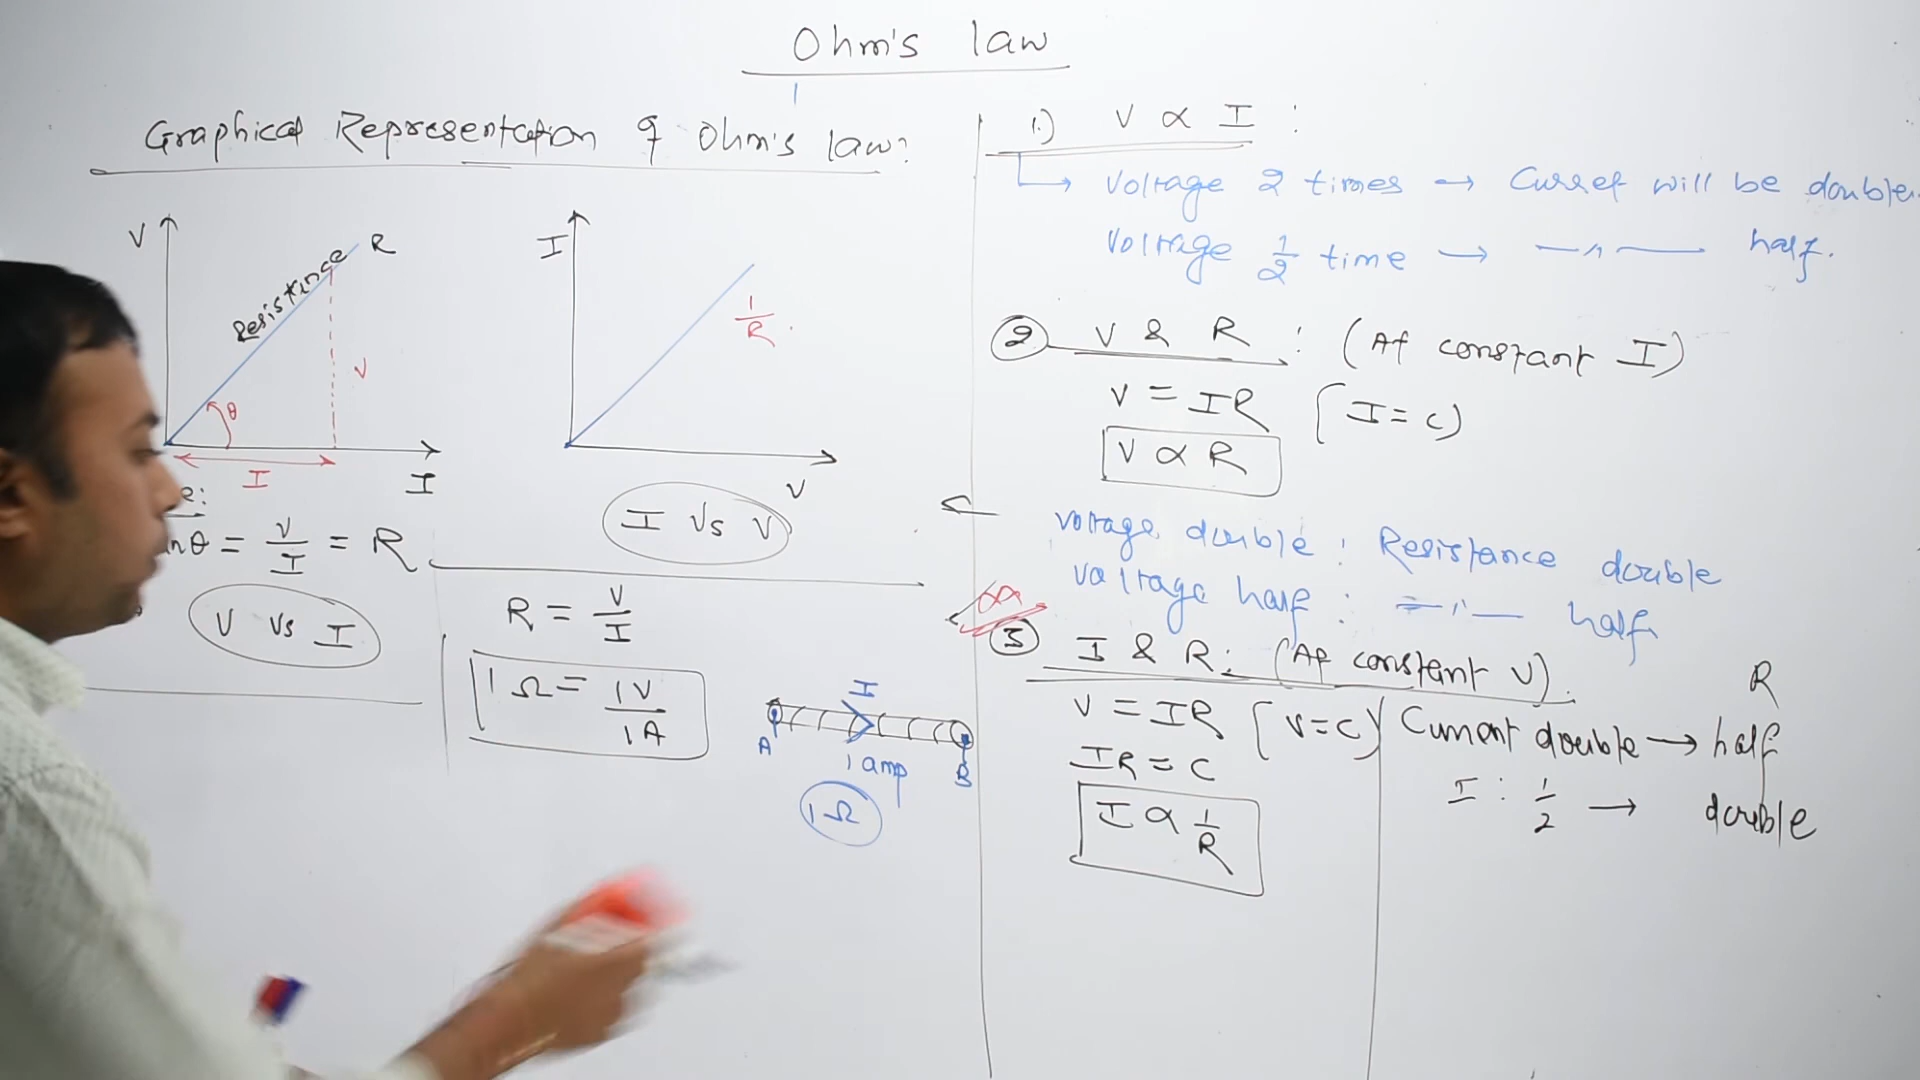 Ohm's law
Graphical Representation of Ohm's law:
V
R
Resistance
V
θ
I
I
e:
nθ = V/I = R
V Vs I
I
1/R
V
I Vs V
R = V/I
1Ω = 1V/1A
I
A
1 amp
B
1Ω
1.) V ∝ I :
Voltage 2 times → Current will be double.
Voltage 1/2 time → —"— half.
2 V & R : (At constant I)
V = IR (I = C)
V ∝ R
Voltage double : Resistance double
Voltage half : —"— half
3 I & R : (At constant V).
V = IR [V=C)
IR = C
I ∝ 1/R
R
Current double → half
I : 1/2 → double